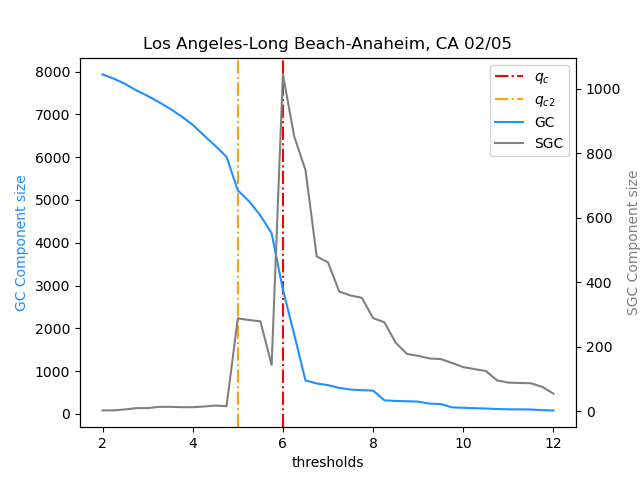 Los Angeles-Long Beach-Anaheim, CA 02/05
8000
7000
6000
5000
4000
3000
2000
1000
0
GC Component size
1000
800
600
400
200
0
SGC Component size
q_c
q_c2
GC
SGC
2
4
6
8
10
12
thresholds